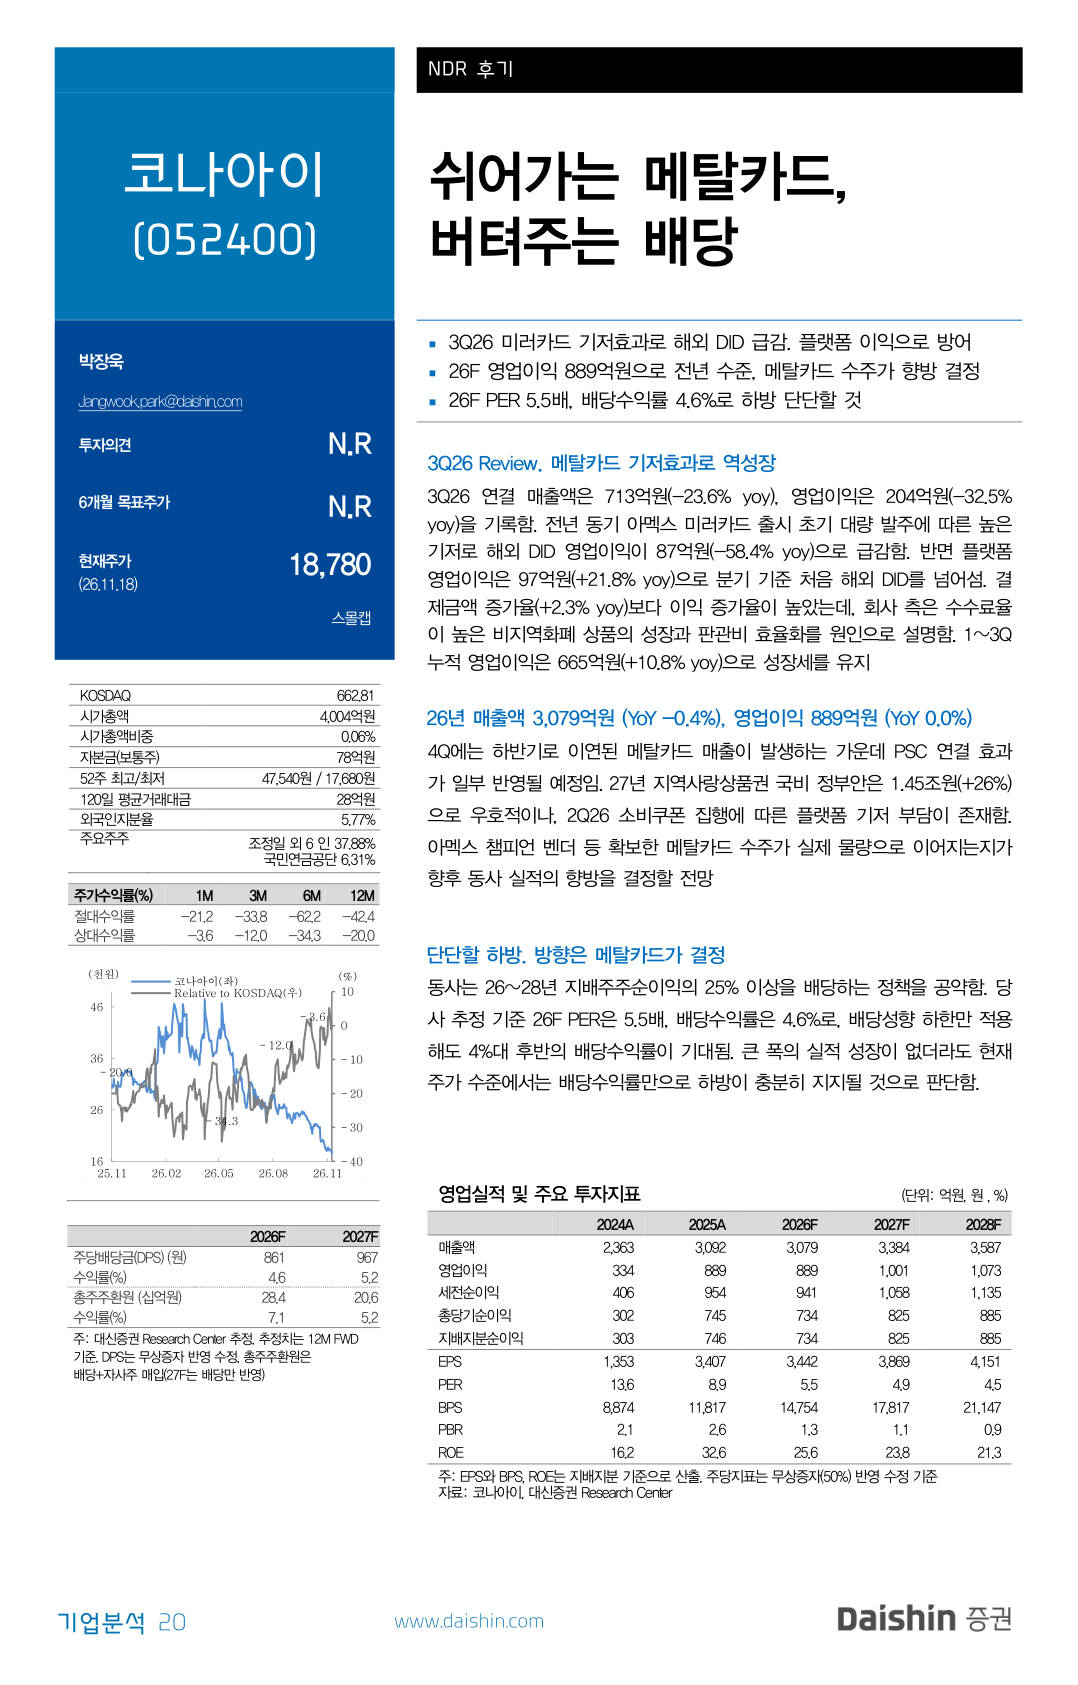 NDR 후기
코나아이
(052400)
쉬어가는 메탈카드,
버텨주는 배당
박장욱
Jangwook.park@daishin.com
투자의견 N.R
6개월 목표주가 N.R
현재주가 18,780
(26.11.18)
스몰캡
KOSDAQ 662.81
시가총액 4,004억원
시가총액비중 0.06%
자본금(보통주) 78억원
52주 최고/최저 47,540원 / 17,680원
120일 평균거래대금 28억원
외국인지분율 5.77%
주요주주 조정일 외 6 인 37.88%
국민연금공단 6.31%
주가수익률(%) 1M 3M 6M 12M
절대수익률 -21.2 -33.8 -62.2 -42.4
상대수익률 -3.6 -12.0 -34.3 -20.0
(천원) (%)
코나아이(좌)
Relative to KOSDAQ(우)
46
36
26
16
10
0
-10
-20
-30
-40
-20.0
-34.3
-12.0
-3.6
25.11 26.02 26.05 26.08 26.11
2026F 2027F
주당배당금(DPS) (원) 861 967
수익률(%) 4.6 5.2
총주주환원 (십억원) 28.4 20.6
수익률(%) 7.1 5.2
주: 대신증권 Research Center 추정, 추정치는 12M FWD
기준. DPS는 무상증자 반영 수정, 총주주환원은
배당+자사주 매입(27F는 배당만 반영)
▪ 3Q26 미러카드 기저효과로 해외 DID 급감. 플랫폼 이익으로 방어
▪ 26F 영업이익 889억원으로 전년 수준, 메탈카드 수주가 향방 결정
▪ 26F PER 5.5배, 배당수익률 4.6%로 하방 단단할 것
3Q26 Review. 메탈카드 기저효과로 역성장
3Q26 연결 매출액은 713억원(-23.6% yoy), 영업이익은 204억원(-32.5%
yoy)을 기록함. 전년 동기 아멕스 미러카드 출시 초기 대량 발주에 따른 높은
기저로 해외 DID 영업이익이 87억원(-58.4% yoy)으로 급감함. 반면 플랫폼
영업이익은 97억원(+21.8% yoy)으로 분기 기준 처음 해외 DID를 넘어섬. 결
제금액 증가율(+2.3% yoy)보다 이익 증가율이 높았는데, 회사 측은 수수료율
이 높은 비지역화폐 상품의 성장과 판관비 효율화를 원인으로 설명함. 1~3Q
누적 영업이익은 665억원(+10.8% yoy)으로 성장세를 유지
26년 매출액 3,079억원 (YoY -0.4%), 영업이익 889억원 (YoY 0.0%)
4Q에는 하반기로 이연된 메탈카드 매출이 발생하는 가운데 PSC 연결 효과
가 일부 반영될 예정임. 27년 지역사랑상품권 국비 정부안은 1.45조원(+26%)
으로 우호적이나, 2Q26 소비쿠폰 집행에 따른 플랫폼 기저 부담이 존재함.
아멕스 챔피언 벤더 등 확보한 메탈카드 수주가 실제 물량으로 이어지는지가
향후 동사 실적의 향방을 결정할 전망
단단할 하방. 방향은 메탈카드가 결정
동사는 26~28년 지배주주순이익의 25% 이상을 배당하는 정책을 공약함. 당
사 추정 기준 26F PER은 5.5배, 배당수익률은 4.6%로, 배당성향 하한만 적용
해도 4%대 후반의 배당수익률이 기대됨. 큰 폭의 실적 성장이 없더라도 현재
주가 수준에서는 배당수익률만으로 하방이 충분히 지지될 것으로 판단함.
영업실적 및 주요 투자지표 (단위: 억원, 원 , %)
2024A 2025A 2026F 2027F 2028F
매출액 2,363 3,092 3,079 3,384 3,587
영업이익 334 889 889 1,001 1,073
세전순이익 406 954 941 1,058 1,135
총당기순이익 302 745 734 825 885
지배지분순이익 303 746 734 825 885
EPS 1,353 3,407 3,442 3,869 4,151
PER 13.6 8.9 5.5 4.9 4.5
BPS 8,874 11,817 14,754 17,817 21,147
PBR 2.1 2.6 1.3 1.1 0.9
ROE 16.2 32.6 25.6 23.8 21.3
주: EPS와 BPS, ROE는 지배지분 기준으로 산출. 주당지표는 무상증자(50%) 반영 수정 기준
자료: 코나아이, 대신증권 Research Center
기업분석 20
www.daishin.com
Daishin 증권